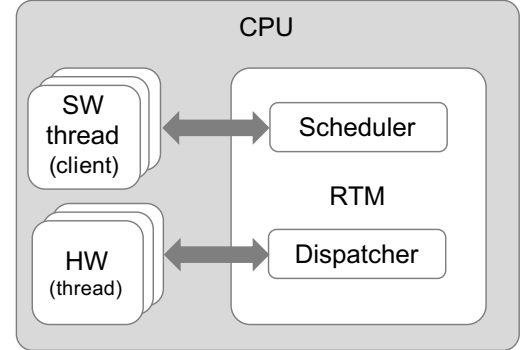 CPU
SW
thread
(client)
Scheduler
RTM
HW
(thread)
Dispatcher